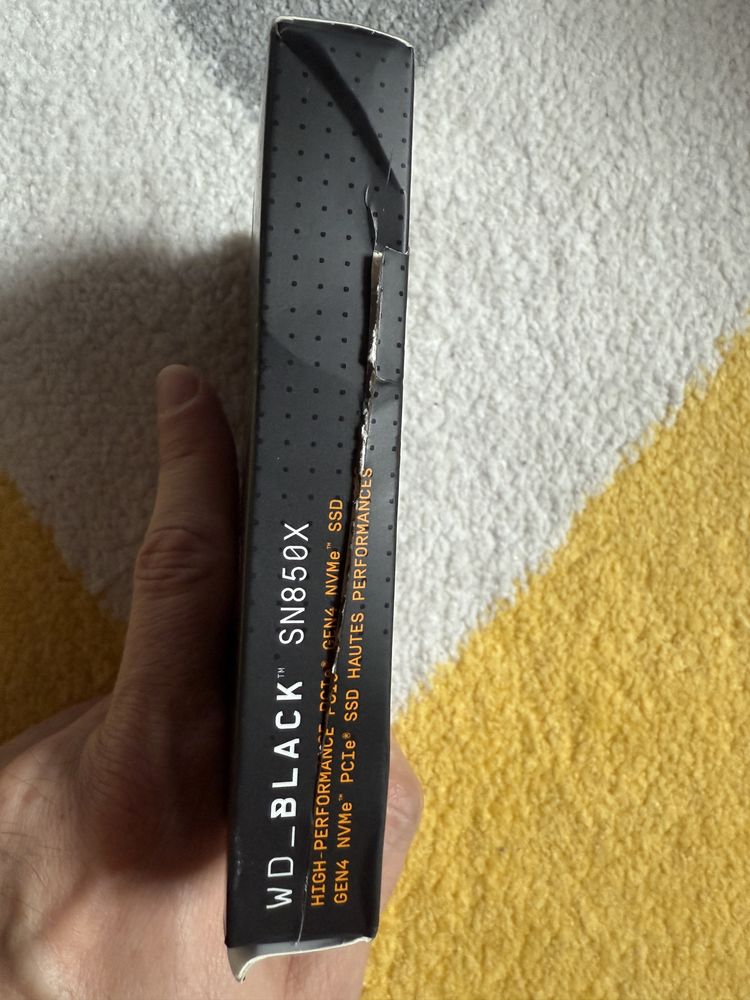 WD_BLACK™ SN850X
HIGH-PERFORMANCE PCIe® GEN4 NVMe™ SSD
GEN4 NVMe™ PCIe® SSD HAUTES PERFORMANCES